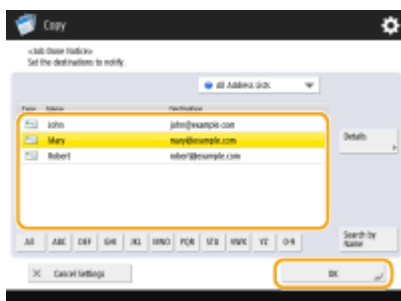 Copy
<Job Done Notice>
Set the destinations to notify.
All Address Lists
Type Name Destination
John john@example.com
Mary mary@example.com
Robert robert@example.com
Details
All ABC DEF GHI JKL MNO PQR STU VWX YZ 0-9
Search by
Name
Cancel Settings
OK